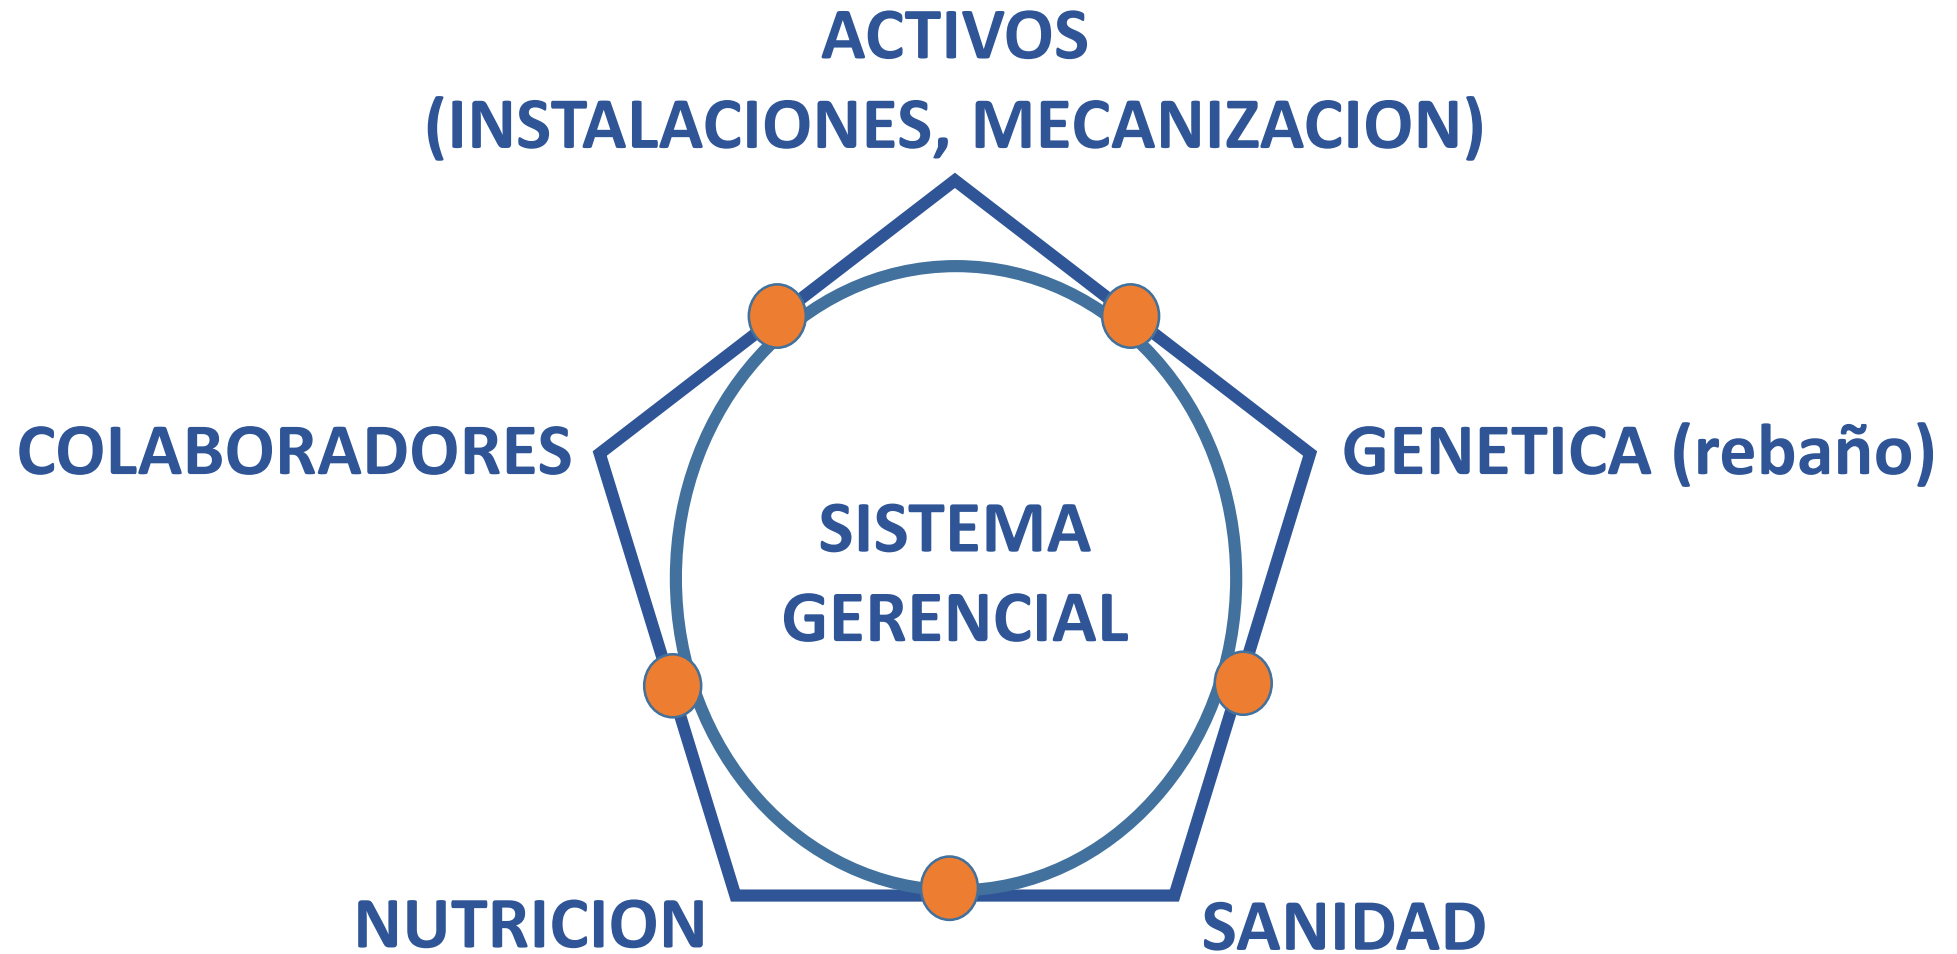 ACTIVOS
(INSTALACIONES, MECANIZACION)
COLABORADORES
GENETICA (rebaño)
SISTEMA
GERENCIAL
NUTRICION
SANIDAD